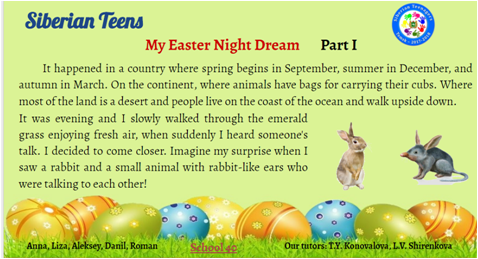 Siberian Teens
My Easter Night Dream Part I
It happened in a country where spring begins in September, summer in December, and
autumn in March. On the continent, where animals have bags for carrying their cubs. Where
most of the land is a desert and people live on the coast of the ocean and walk upside down.
It was evening and I slowly walked through the emerald
grass enjoying fresh air, when suddenly I heard someone's
talk. I decided to come closer. Imagine my surprise when I
saw a rabbit and a small animal with rabbit-like ears who
were talking to each other!
Anna, Liza, Aleksey, Danil, Roman
School 40
Our tutors: T.Y. Konovalova, L.V. Shirenkova